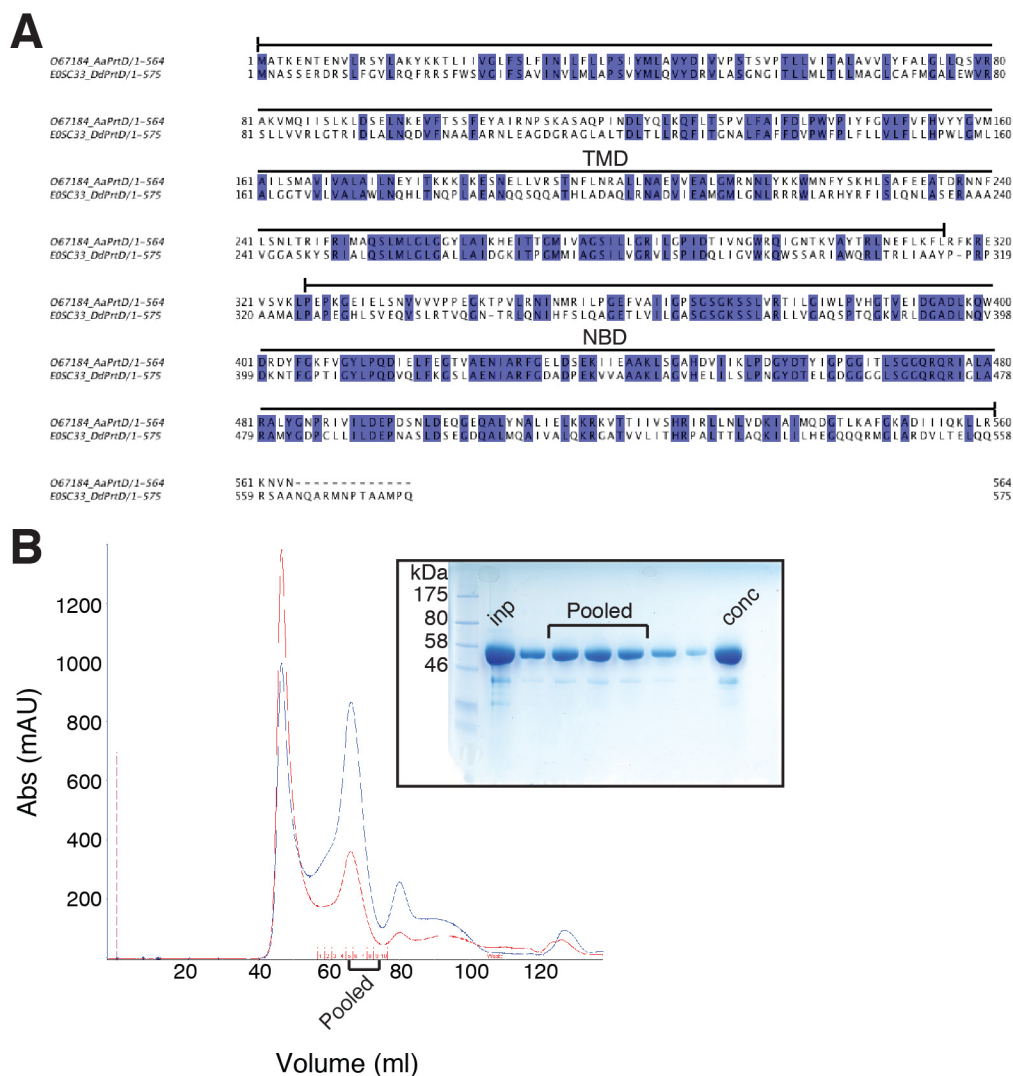 A
O67184_AaPrtD/1-564 1 MATKENTENVLRSYLAKYKKTLIIVGLFSLFINILFLLPSIYMLAVYDIVVPSTSVPTLLVITALAVVLYFALGLLQSVR 80
E0SC33_DdPrtD/1-575 1 MNASSERDRSLFGVLRQFRRSFWSVGIFSAVINVLMLAPSVYMLQVYDRVLASGNGITLLMLTLLMAGLCAFMGALEWVR 80
O67184_AaPrtD/1-564 81 AKVMQIISLKLDSELNKEVFTSSFEYAIRNPSKASAQPINDLYQLKQFLTSPVLFAIFDLPWVPIYFGVLFVFHVYYGVM 160
E0SC33_DdPrtD/1-575 81 SLLVVRLGTRIDLALNQDVFNAAFARNLEAGDGRAGLALTDLTLLRQFITGNALFAFFDVPWFPLFLLVLFLLHPWLGML 160
TMD
O67184_AaPrtD/1-564 161 AILSMAVIVALAILNEYITKKKLKESNELLVRSTNFLNRALLNAEVVEALGMRNNLYKKWMNFYSKHLSAFEEATDRNNF 240
E0SC33_DdPrtD/1-575 161 ALGGTVVLVALAWLNQHLTNQPLAEANQQSQQATHLADAQLRNADVIEAMGMLGNLRRRWLARHYRFISLQNLASERAAA 240
O67184_AaPrtD/1-564 241 LSNLTRIFRIMAQSLMLGLGGYLAIKHEITTGMIVAGSILLGRILGPIDTIVNGWRQIGNTKVAYTRLNEFLKFLRFKRE 320
E0SC33_DdPrtD/1-575 241 VGGASKYSRIALQSLMLGLGALLAIDGKITPGMMIAGSILVGRVLSPIDQLIGVWKQWSSARIAWQRLTRLIAAYP-PRP 319
O67184_AaPrtD/1-564 321 VSVKLPEPKGEIELSNVVVVPPEGKTPVLRNINMRILPGEFVAIIGPSGSGKSSLVRTILGIWLPVHGTVEIDGADLKQW 400
E0SC33_DdPrtD/1-575 320 AAMALPAPEGHLSVEQVSLRTVQGN-TRLQNIHFSLQAGETLVILGASGSGKSSLARLLVGAQSPTQGKVRLDGADLNQV 398
NBD
O67184_AaPrtD/1-564 401 DRDYFGKFVGYLPQDIELFEGTVAENIARFGELDSEKIIEAAKLSGAHDVIIKLPDGYDTYIGPGGITLSGGQRQRIALA 480
E0SC33_DdPrtD/1-575 399 DKNTFGPTIGYLPQDVQLFKGSLAENIARFGDADPEKVVAAAKLAGVHELILSLPNGYDTELGDGGGGLSGGQRQRIGLA 478
O67184_AaPrtD/1-564 481 RALYGNPRIVILDEPDSNLDEQGEQALYNALIELKKRKVTTIIVSHRIRLLNLVDKIAIMQDGTLKAFGKADIIIQKLLR 560
E0SC33_DdPrtD/1-575 479 RAMYGDPCLLILDEPNASLDSEGDQALMQAIVALQKRGATVVLITHRPALTTLAQKILILHEGQQQRMGLARDVLTELQQ 558
O67184_AaPrtD/1-564 561 KNVN-------------- 564
E0SC33_DdPrtD/1-575 559 RSAANQARMNPTAAMPQ 575
B
kDa
175
80
58
46
inp
Pooled
conc
Abs (mAU)
1200
1000
800
600
400
200
20 40 60 80 100 120
Pooled
Volume (ml)